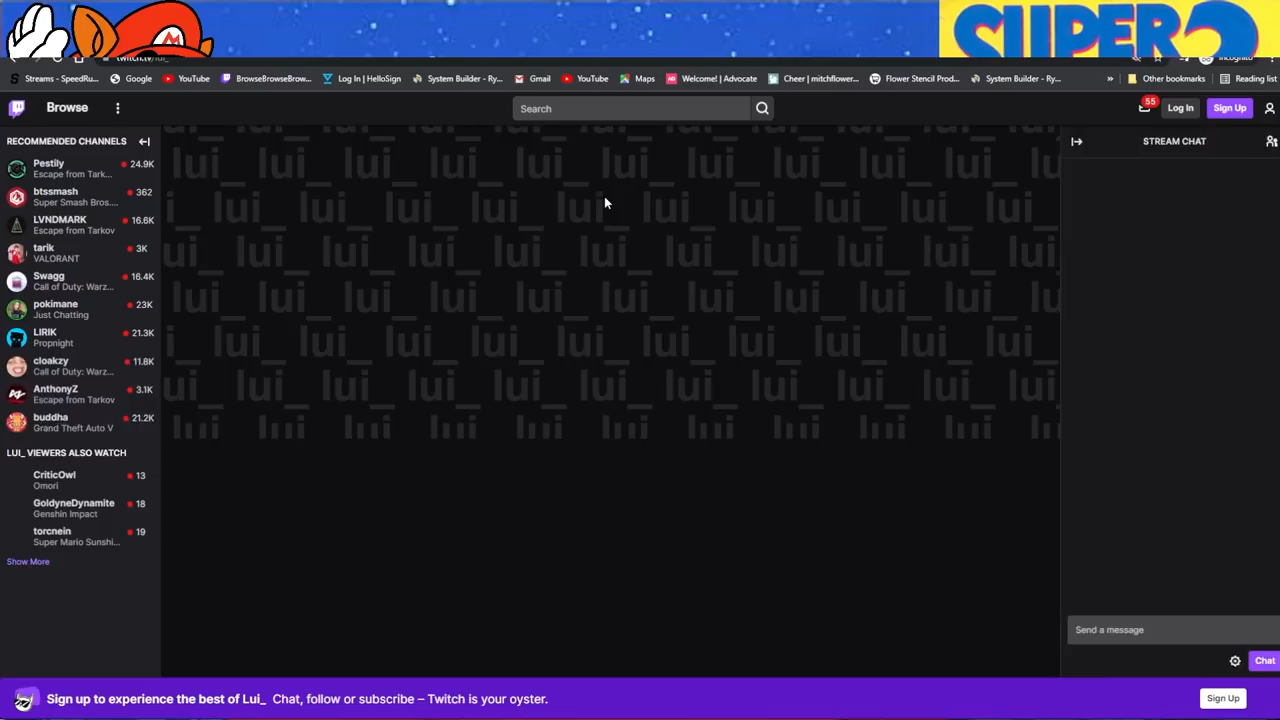 SUPER
twitch.tv/lui_
Incognito
Streams - SpeedRu... Google YouTube BrowseBrowseBrow... Log In | HelloSign System Builder - Ry... Gmail YouTube Maps Welcome! | Advocate Cheer | mitchflower... Flower Stencil Prod... System Builder - Ry... » Other bookmarks Reading list
Browse
Search
55
Log In
Sign Up
RECOMMENDED CHANNELS
Pestily 24.9K
Escape from Tark...
btssmash 362
Super Smash Bros....
LVNDMARK 16.6K
Escape from Tarkov
tarik 3K
VALORANT
Swagg 16.4K
Call of Duty: Warz...
pokimane 23K
Just Chatting
LIRIK 21.3K
Propnight
cloakzy 11.8K
Call of Duty: Warz...
AnthonyZ 3.1K
Escape from Tarkov
buddha 21.2K
Grand Theft Auto V
LUI_ VIEWERS ALSO WATCH
CriticOwl 13
Omori
GoldyneDynamite 18
Genshin Impact
torcnein 19
Super Mario Sunshi...
Show More
lui_ lui_ lui_ lui_ lui_ lui_ lui_ lui_ lui_ lui_
STREAM CHAT
Send a message
Chat
Sign up to experience the best of Lui_ Chat, follow or subscribe – Twitch is your oyster.
Sign Up